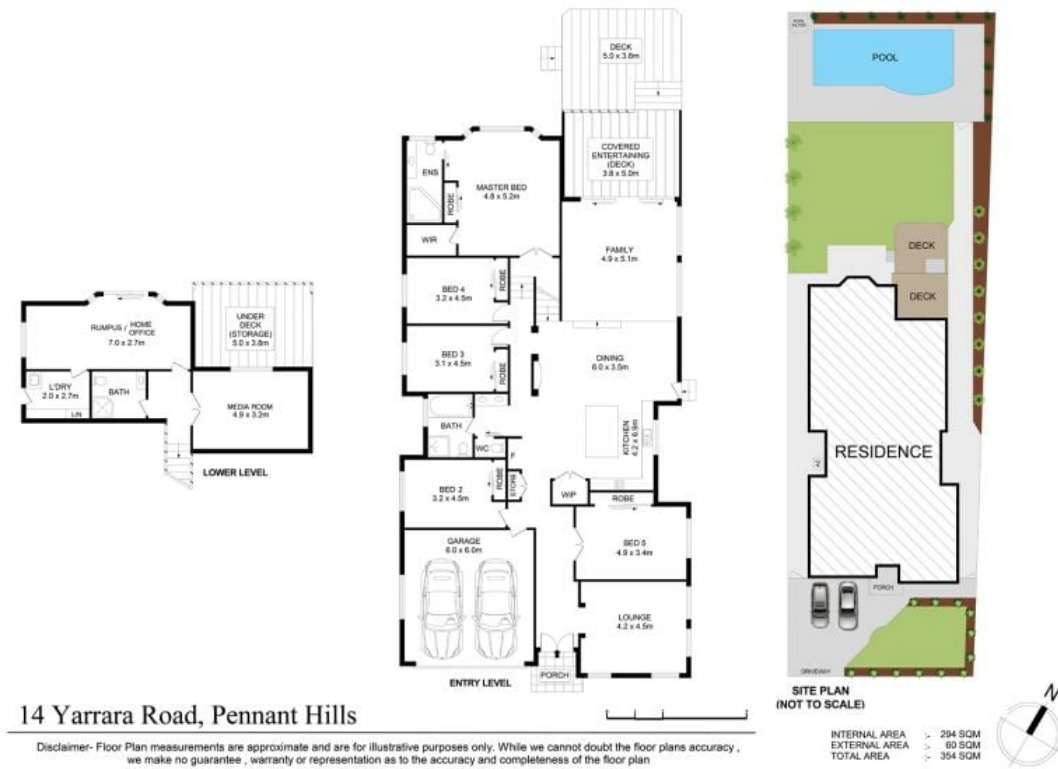 RUMPUS / HOME
OFFICE
7.0 x 2.7m
UNDER
DECK
(STORAGE)
5.0 x 3.8m
L'DRY
2.0 x 2.7m
LIN
BATH
MEDIA ROOM
4.9 x 3.2m
LOWER LEVEL
DECK
5.0 x 3.8m
COVERED
ENTERTAINING
(DECK)
3.8 x 5.0m
ENS
MASTER BED
4.8 x 5.2m
ROBE
WIR
FAMILY
4.9 x 5.1m
BED 4
3.2 x 4.5m
ROBE
BED 3
3.1 x 4.5m
ROBE
DINING
6.0 x 3.5m
KITCHEN
4.2 x 6.9m
BATH
WC
F
BED 2
3.2 x 4.5m
ROBE
STORE
WIP
ROBE
BED 5
4.9 x 3.4m
GARAGE
6.0 x 6.0m
LOUNGE
4.2 x 4.5m
PORCH
ENTRY LEVEL
POOL
FILTER
POOL
DECK
DECK
RESIDENCE
AC
PORCH
DRIVEWAY
SITE PLAN
(NOT TO SCALE)
N
INTERNAL AREA :- 294 SQM
EXTERNAL AREA :- 60 SQM
TOTAL AREA :- 354 SQM
14 Yarrara Road, Pennant Hills
Disclaimer- Floor Plan measurements are approximate and are for illustrative purposes only. While we cannot doubt the floor plans accuracy ,
we make no guarantee , warranty or representation as to the accuracy and completeness of the floor plan